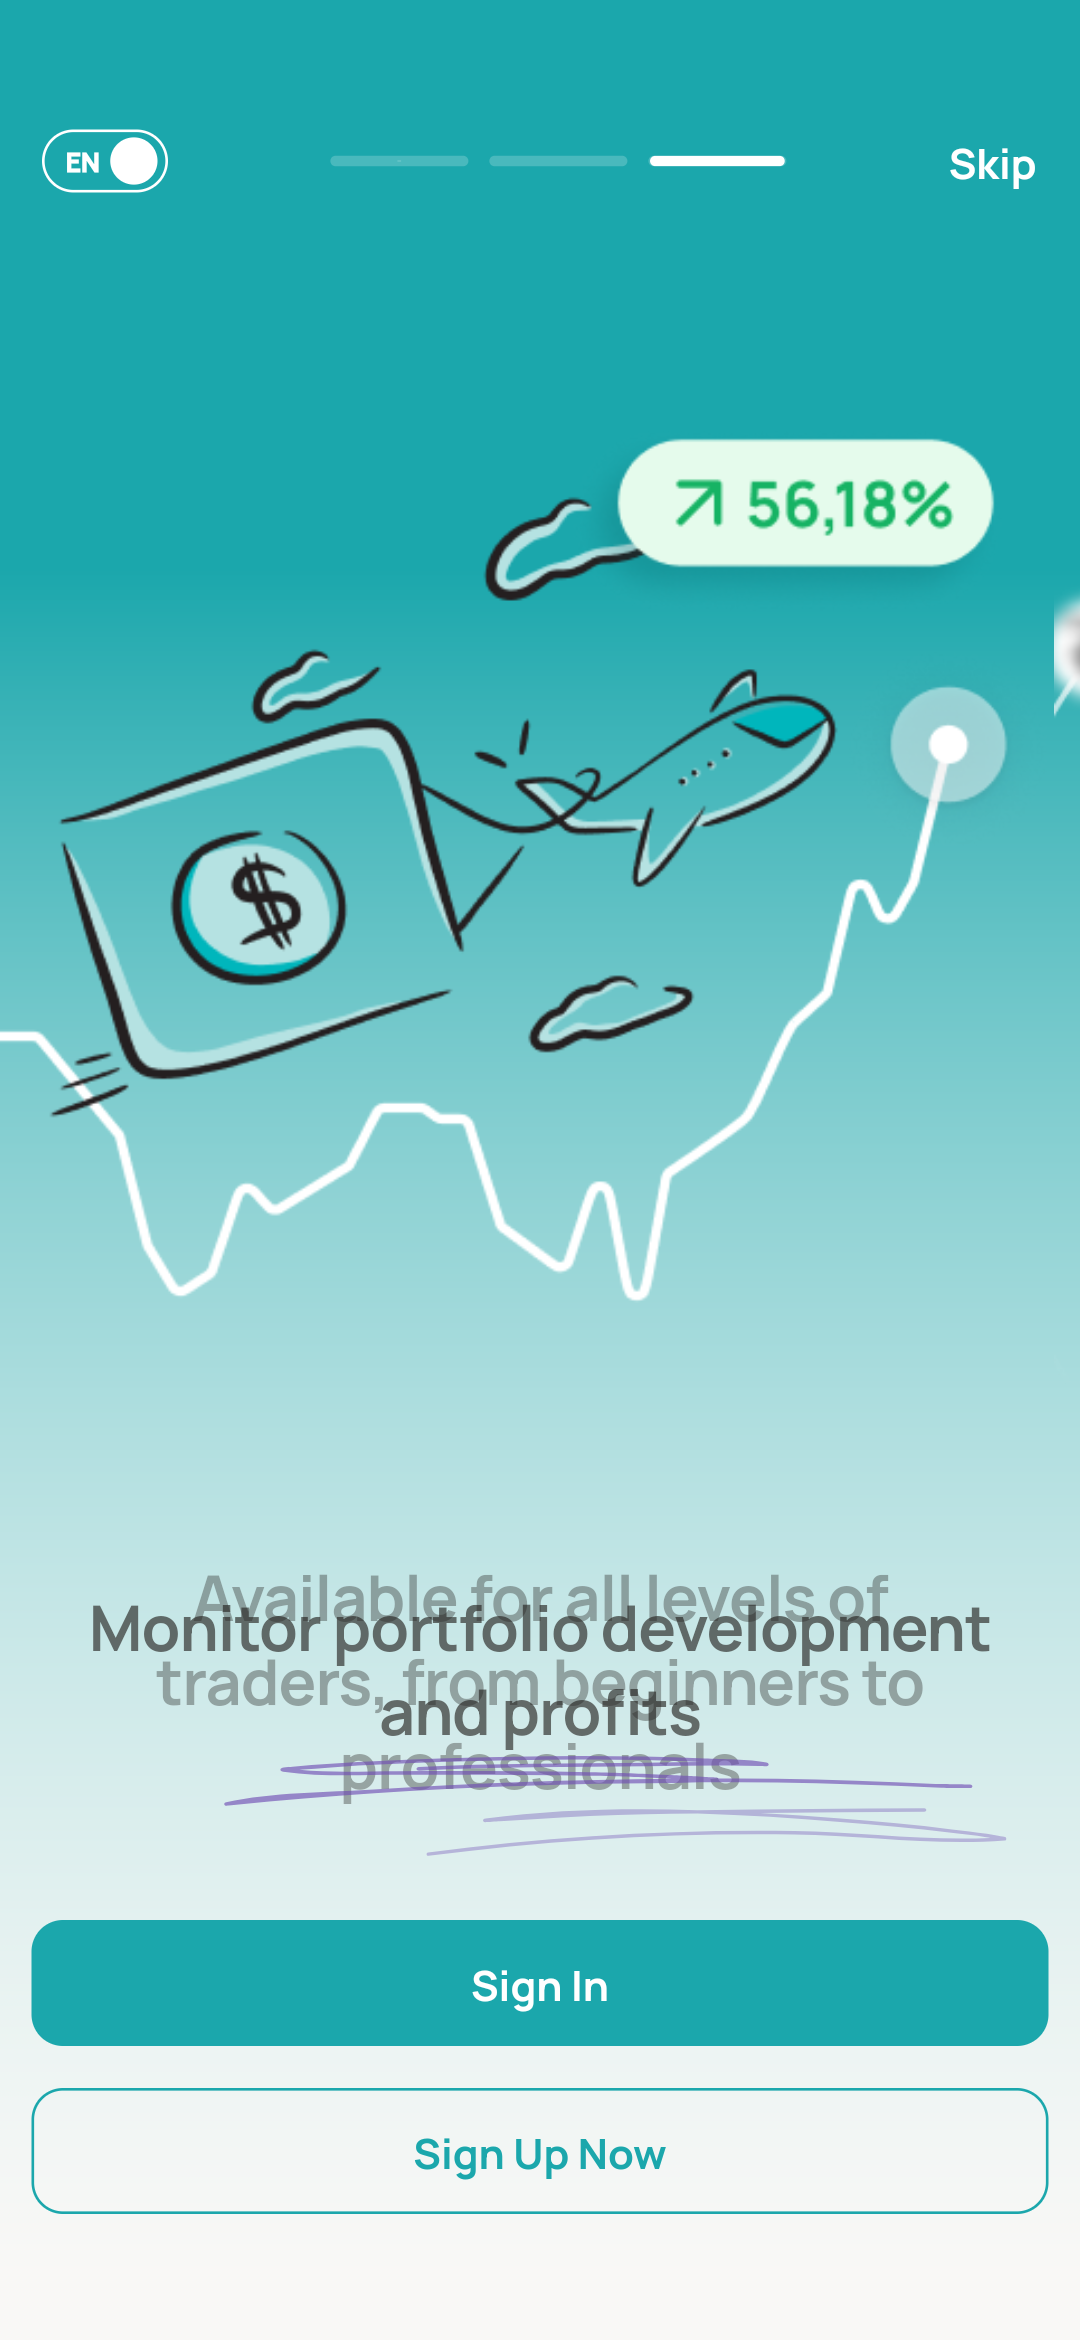 EN
Skip
56,18%
$
Available for all levels of
Monitor portfolio development
traders, from beginners to
and profits
professionals
Sign In
Sign Up Now